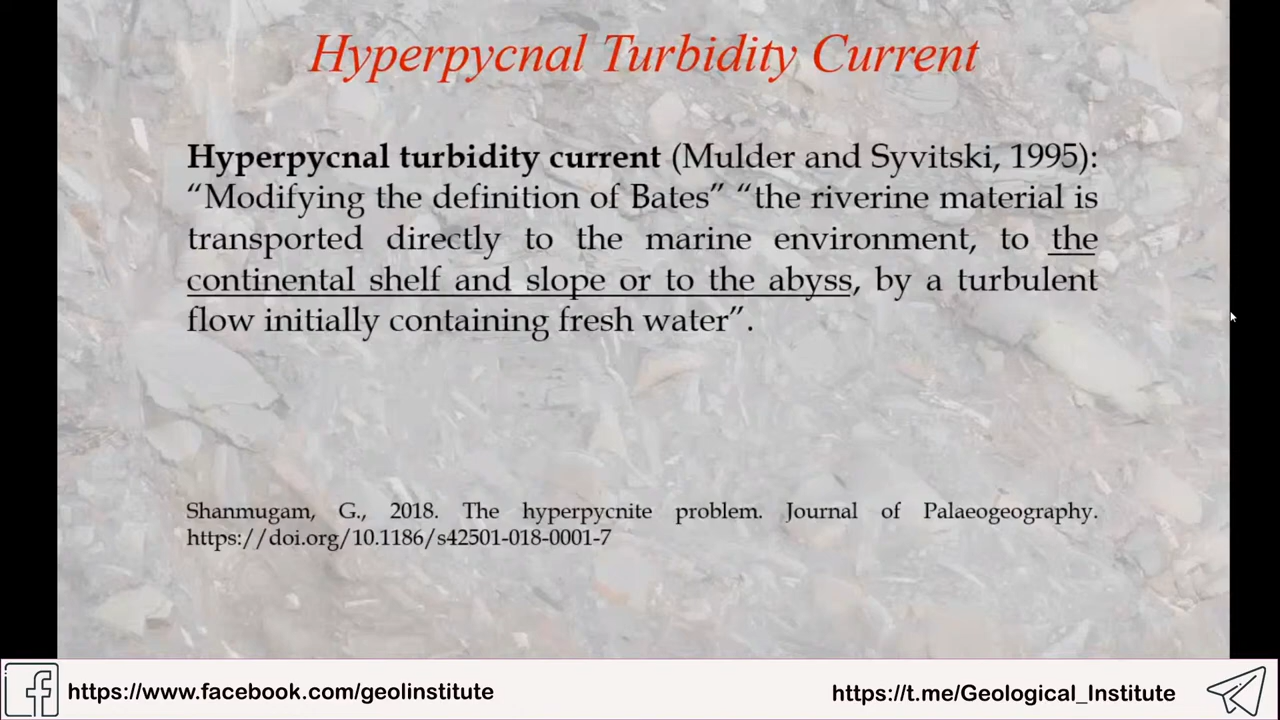 Hyperpycnal Turbidity Current
Hyperpycnal turbidity current (Mulder and Syvitski, 1995):
“Modifying the definition of Bates” “the riverine material is
transported directly to the marine environment, to the
continental shelf and slope or to the abyss, by a turbulent
flow initially containing fresh water”.
Shanmugam, G., 2018. The hyperpycnite problem. Journal of Palaeogeography.
https://doi.org/10.1186/s42501-018-0001-7
https://www.facebook.com/geolinstitute
https://t.me/Geological_Institute